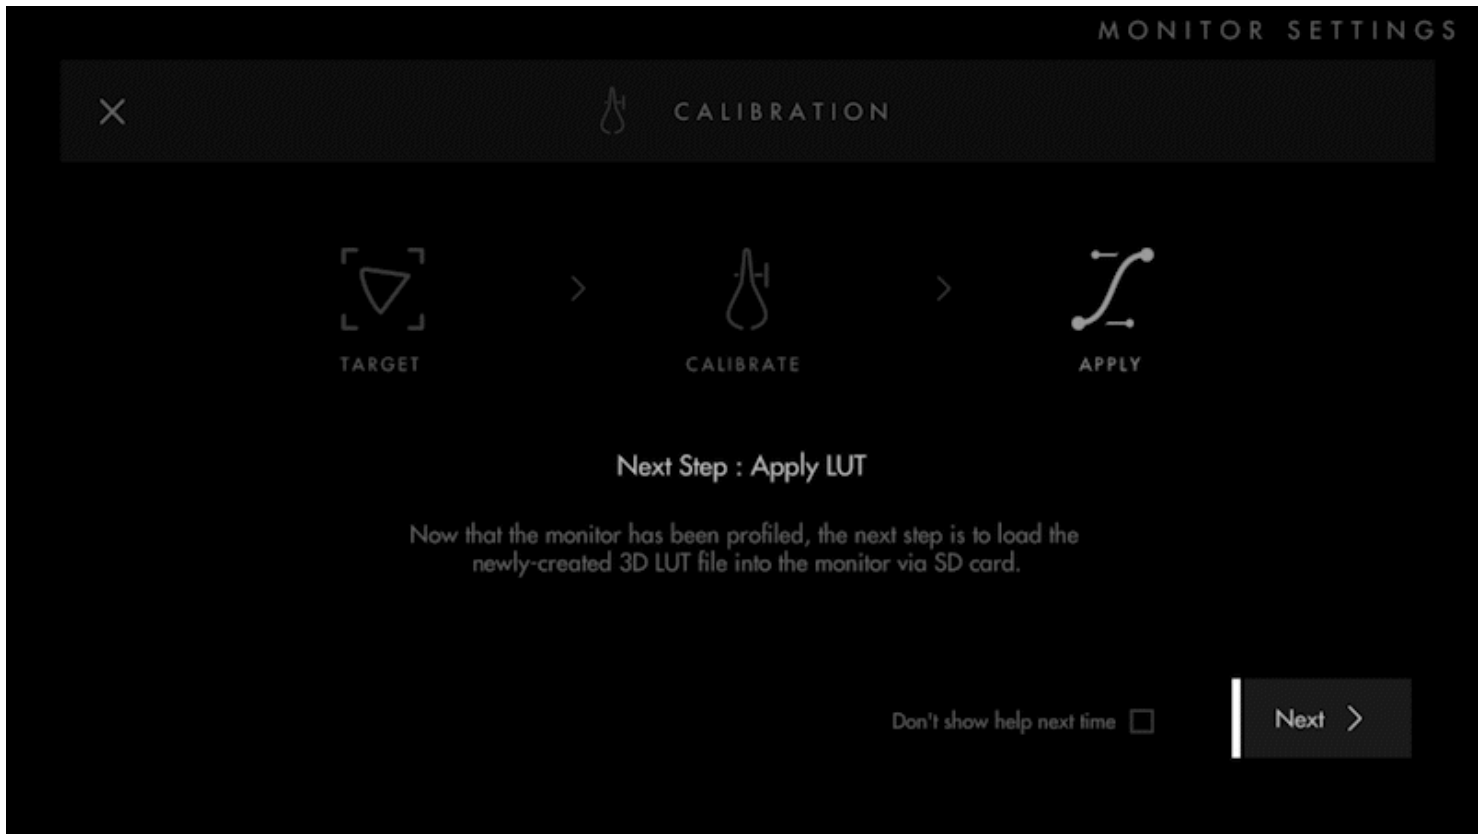 MONITOR SETTINGS
CALIBRATION
TARGET
CALIBRATE
APPLY
Next Step : Apply LUT
Now that the monitor has been profiled, the next step is to load the
newly-created 3D LUT file into the monitor via SD card.
Don't show help next time
Next